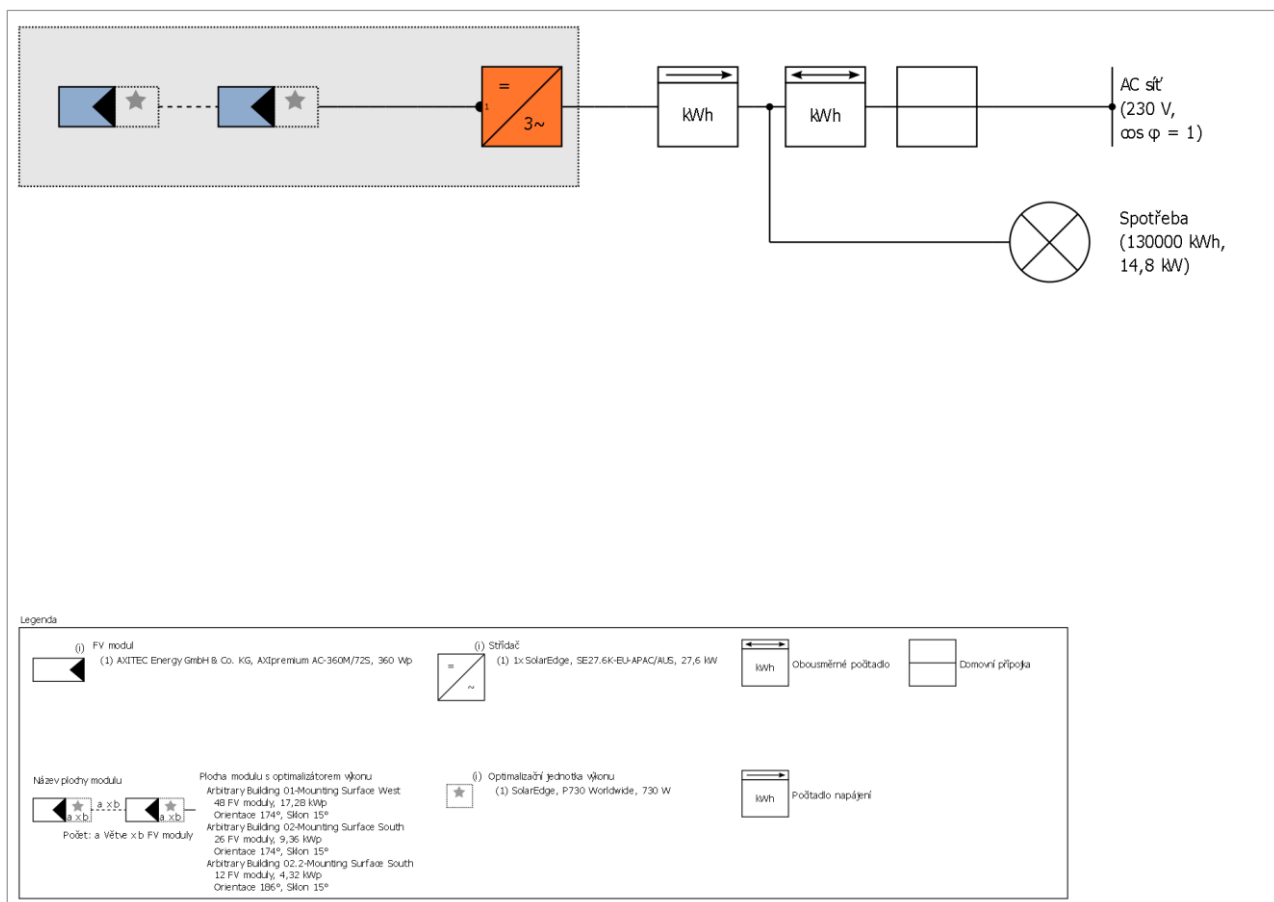 =
1
3~
kWh
kWh
AC síť
(230 V,
cos φ = 1)
Spotřeba
(130000 kWh,
14,8 kW)
Legenda
(i) FV modul
(1) AXITEC Energy GmbH & Co. KG, AXIpremium AC-360M/72S, 360 Wp
(i) Střídač
(1) 1x SolarEdge, SE27.6K-EU-APAC/AUS, 27,6 kW
=
~
kWh
Obousměrné počitadlo
Domovní přípojka
Název plochy modulu
a x b
a x b
a x b
Počet: a Větve x b FV moduly
Plocha modulu s optimalizátorem výkonu
Arbitrary Building 01-Mounting Surface West
48 FV moduly, 17,28 kWp
Orientace 174°, Sklon 15°
Arbitrary Building 02-Mounting Surface South
26 FV moduly, 9,36 kWp
Orientace 174°, Sklon 15°
Arbitrary Building 02.2-Mounting Surface South
12 FV moduly, 4,32 kWp
Orientace 186°, Sklon 15°
(i) Optimalizační jednotka výkonu
(1) SolarEdge, P730 Worldwide, 730 W
kWh
Počitadlo napájení